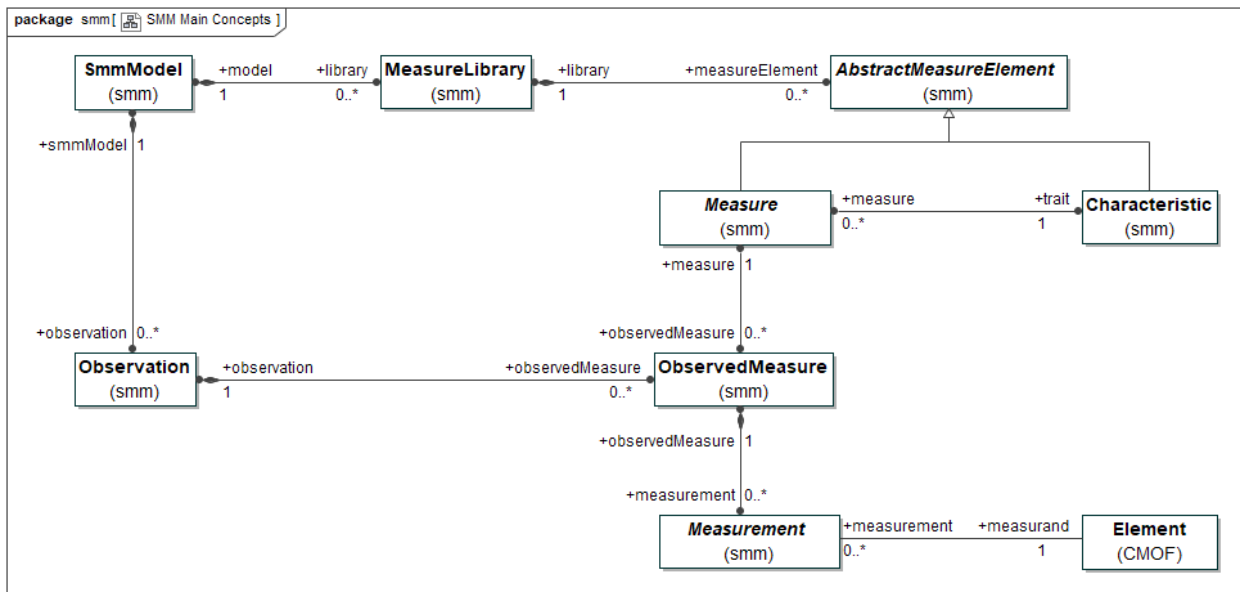 package smm[ SMM Main Concepts ]
SmmModel
(smm)
+model
1
+library
0..*
MeasureLibrary
(smm)
+library
1
+measureElement
0..*
AbstractMeasureElement
(smm)
+smmModel
1
Measure
(smm)
+measure
0..*
+trait
1
Characteristic
(smm)
+measure
1
+observation
0..*
+observedMeasure
0..*
Observation
(smm)
+observation
1
+observedMeasure
0..*
ObservedMeasure
(smm)
+observedMeasure
1
+measurement
0..*
Measurement
(smm)
+measurement
0..*
+measurand
1
Element
(CMOF)